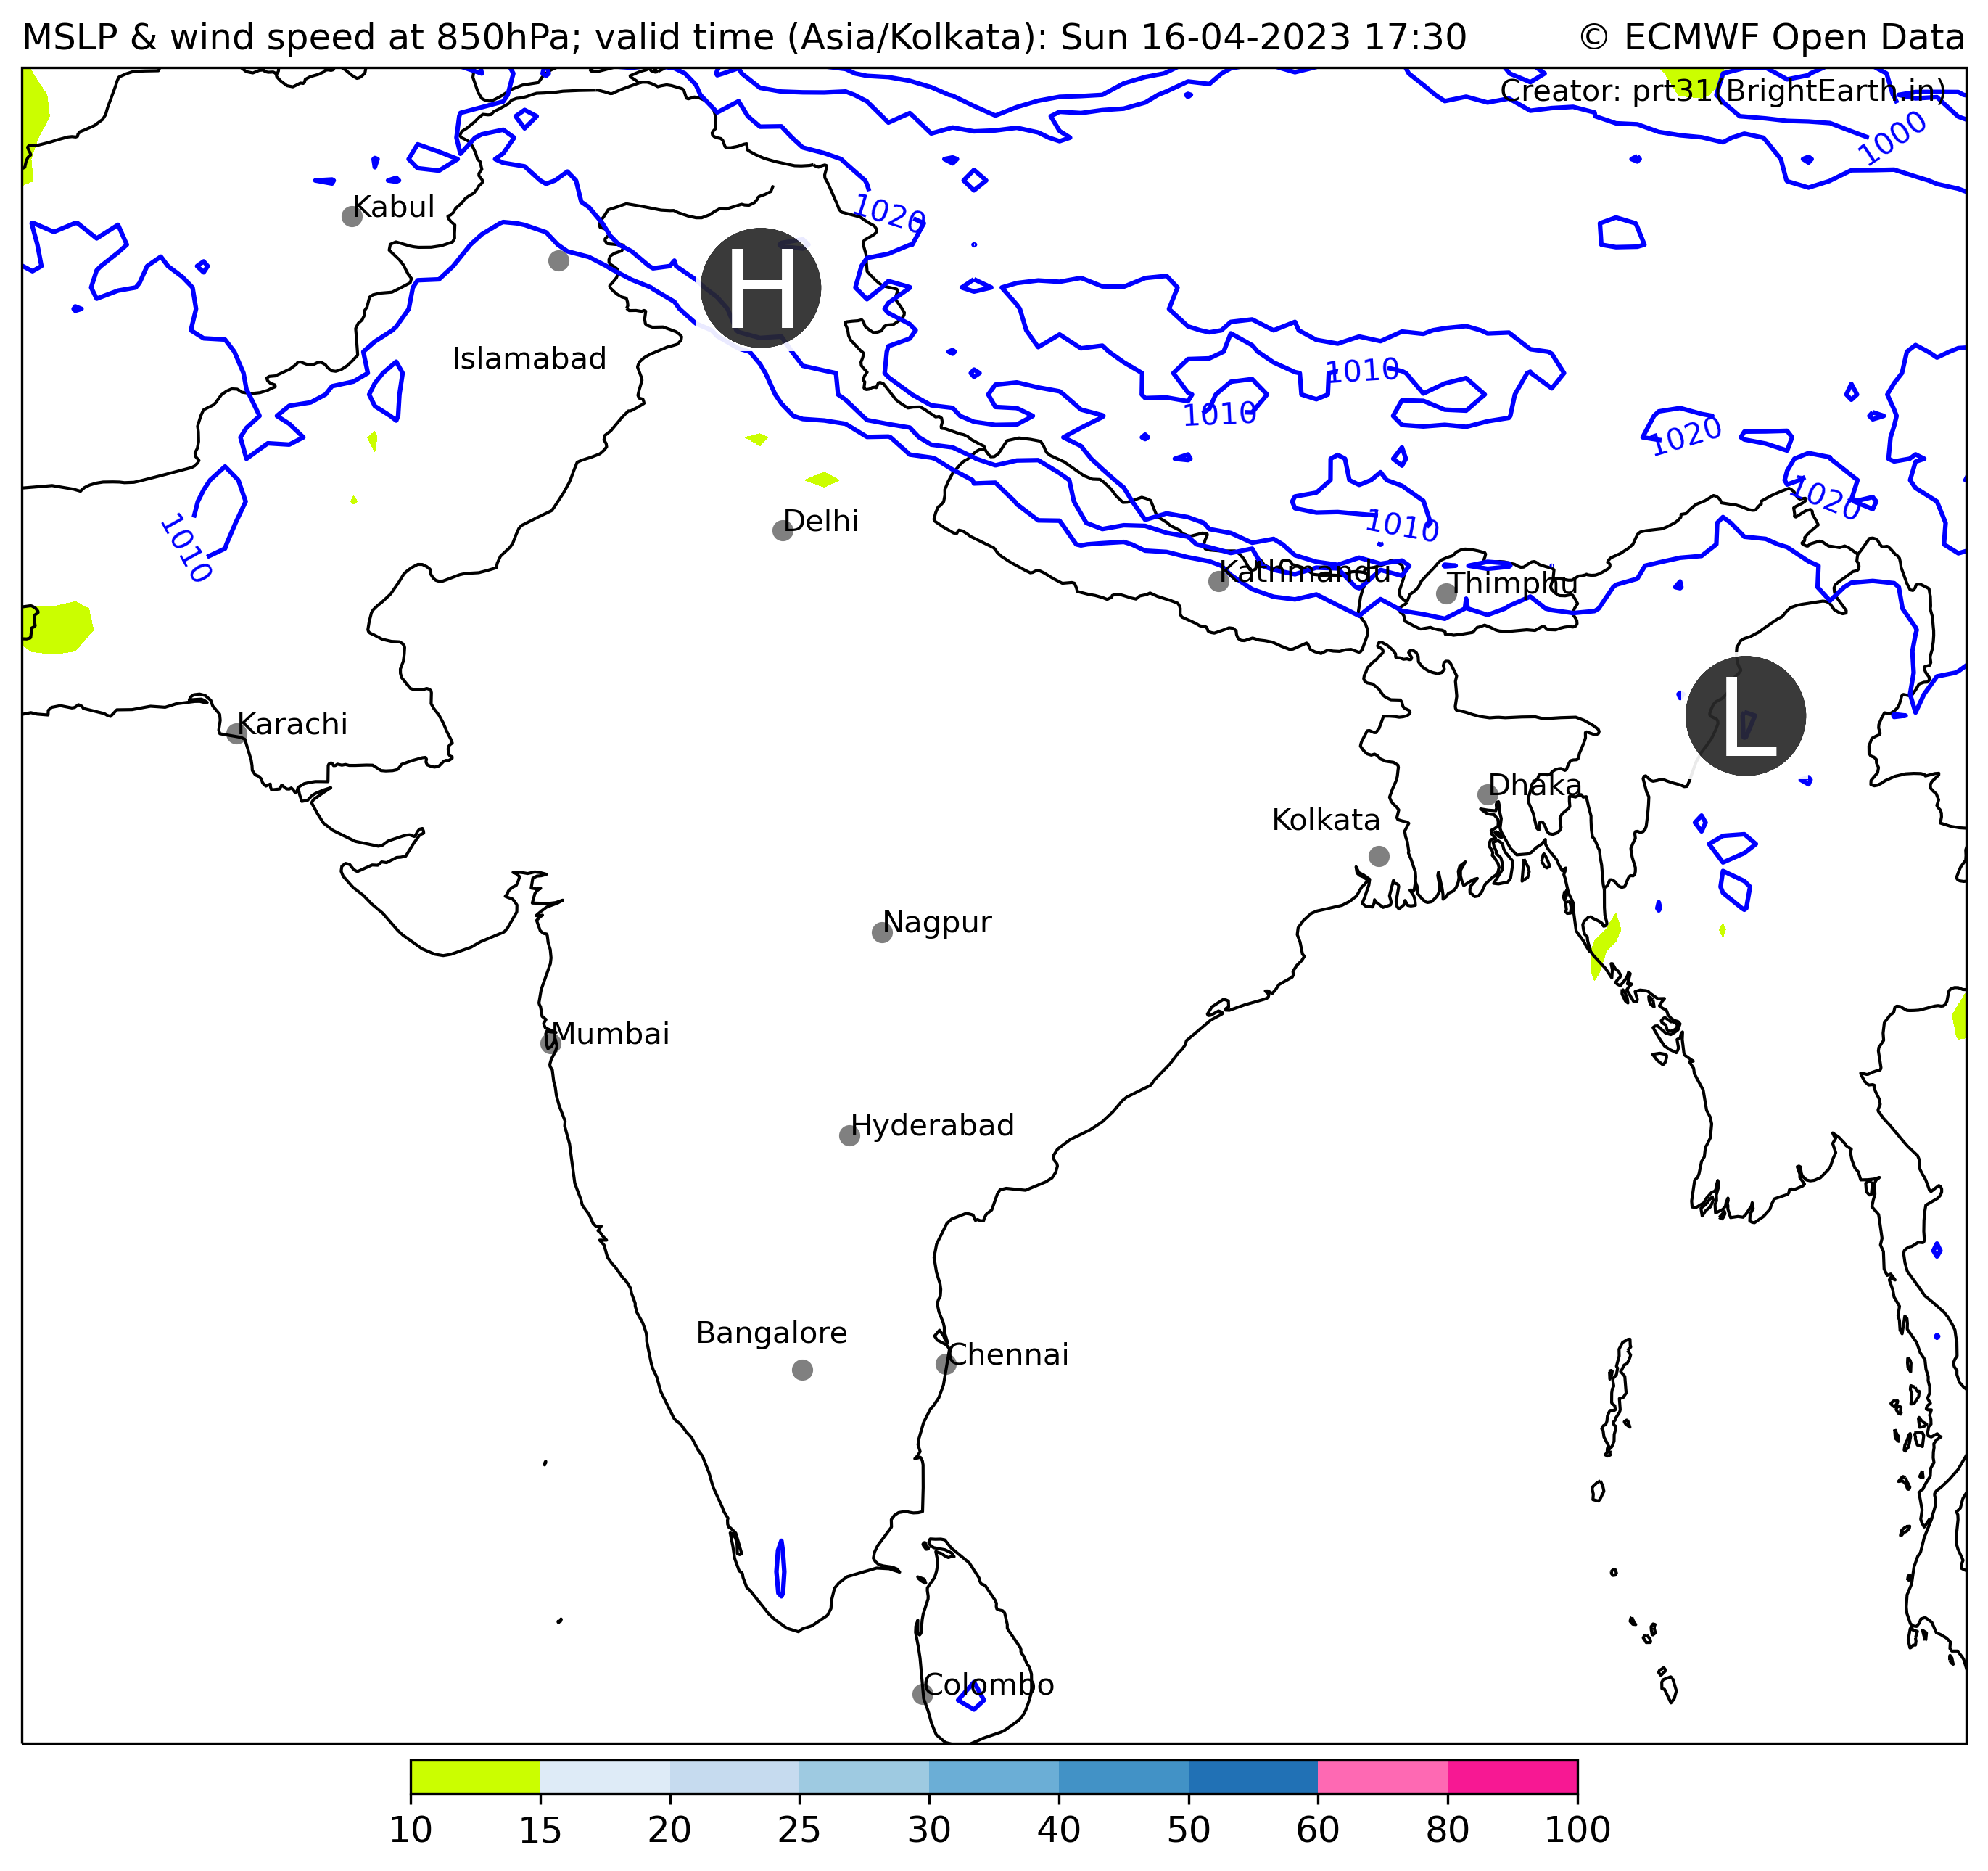 MSLP & wind speed at 850hPa; valid time (Asia/Kolkata): Sun 16-04-2023 17:30
© ECMWF Open Data
Creator: prt31(BrightEarth.in)
1000
Kabul
1020
H
Islamabad
1010
1010
1020
1020
1010
1010
Delhi
Kathmandu
Thimphu
L
Karachi
Dhaka
Kolkata
Nagpur
Mumbai
Hyderabad
Bangalore
Chennai
Colombo
10 15 20 25 30 40 50 60 80 100